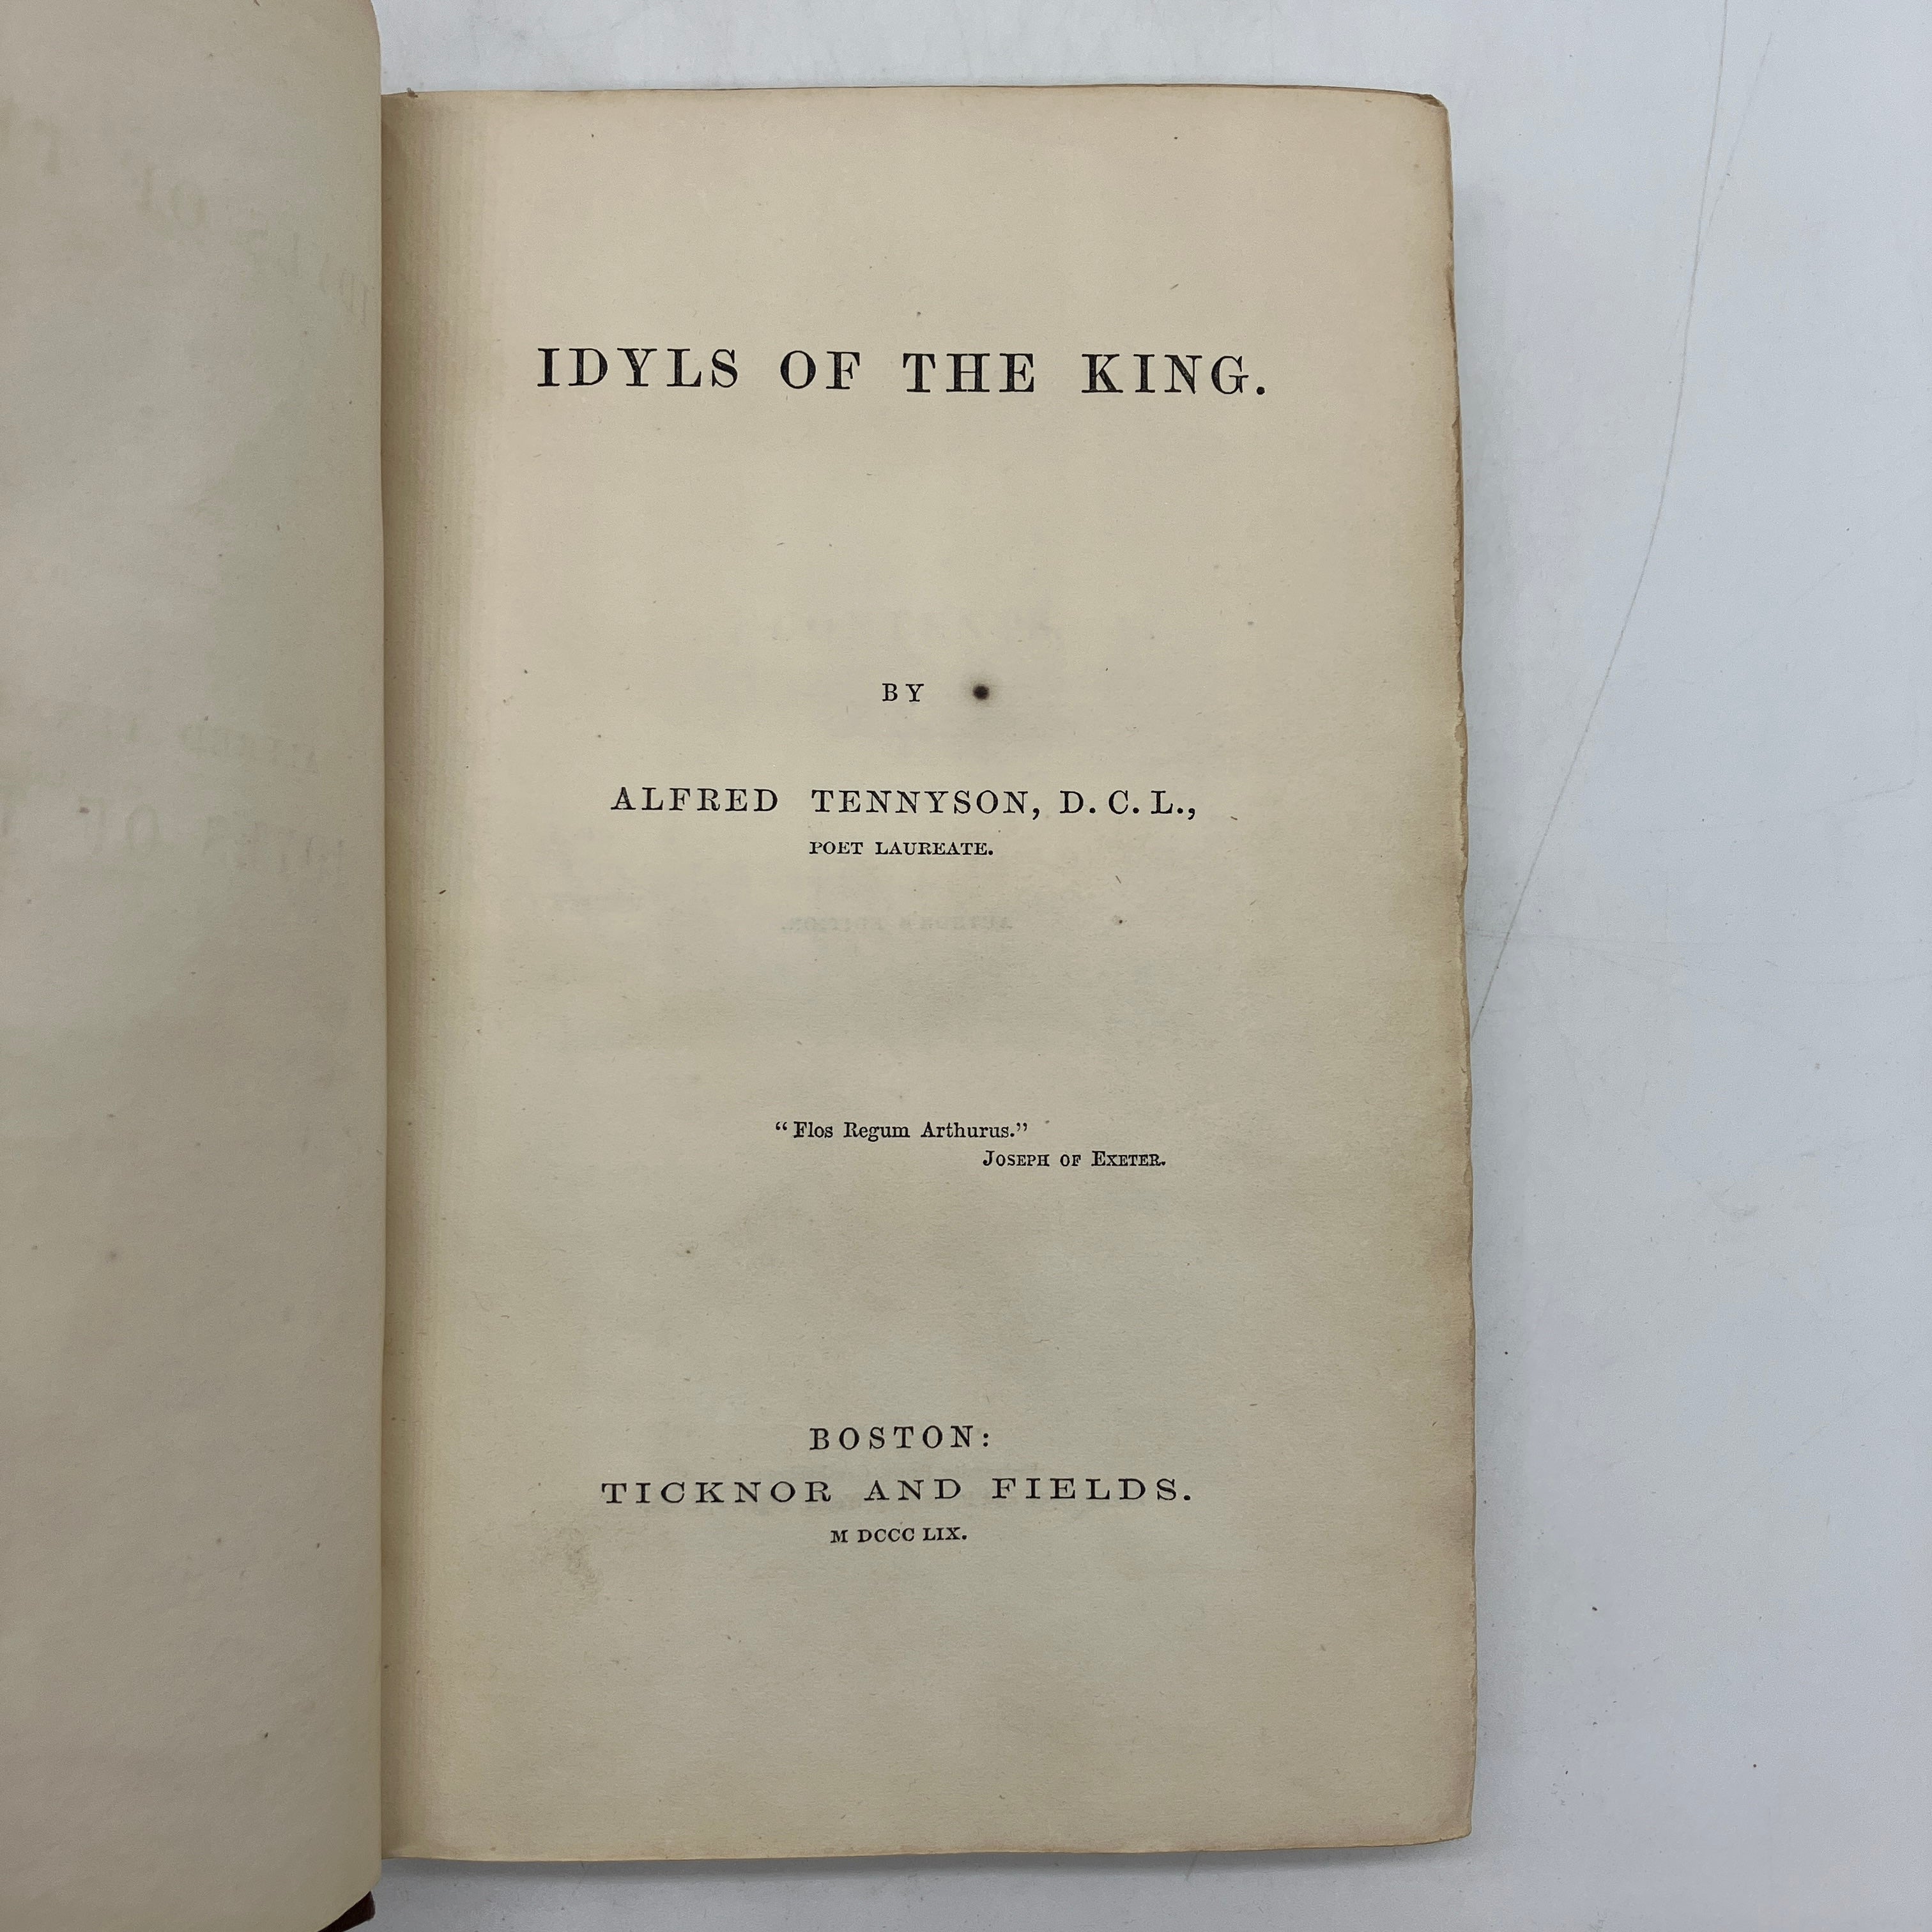 IDYLS OF THE KING.
BY
ALFRED TENNYSON, D. C. L.,
POET LAUREATE.
"Flos Regum Arthurus."
JOSEPH OF EXETER.
BOSTON:
TICKNOR AND FIELDS.
M DCCC LIX.